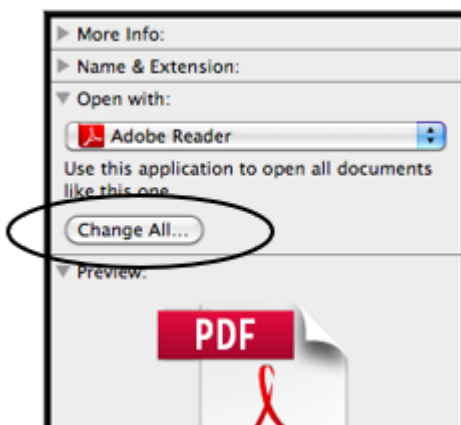 More Info:
Name & Extension:
Open with:
Adobe Reader
Use this application to open all documents
like this one.
Change All...
Preview:
PDF